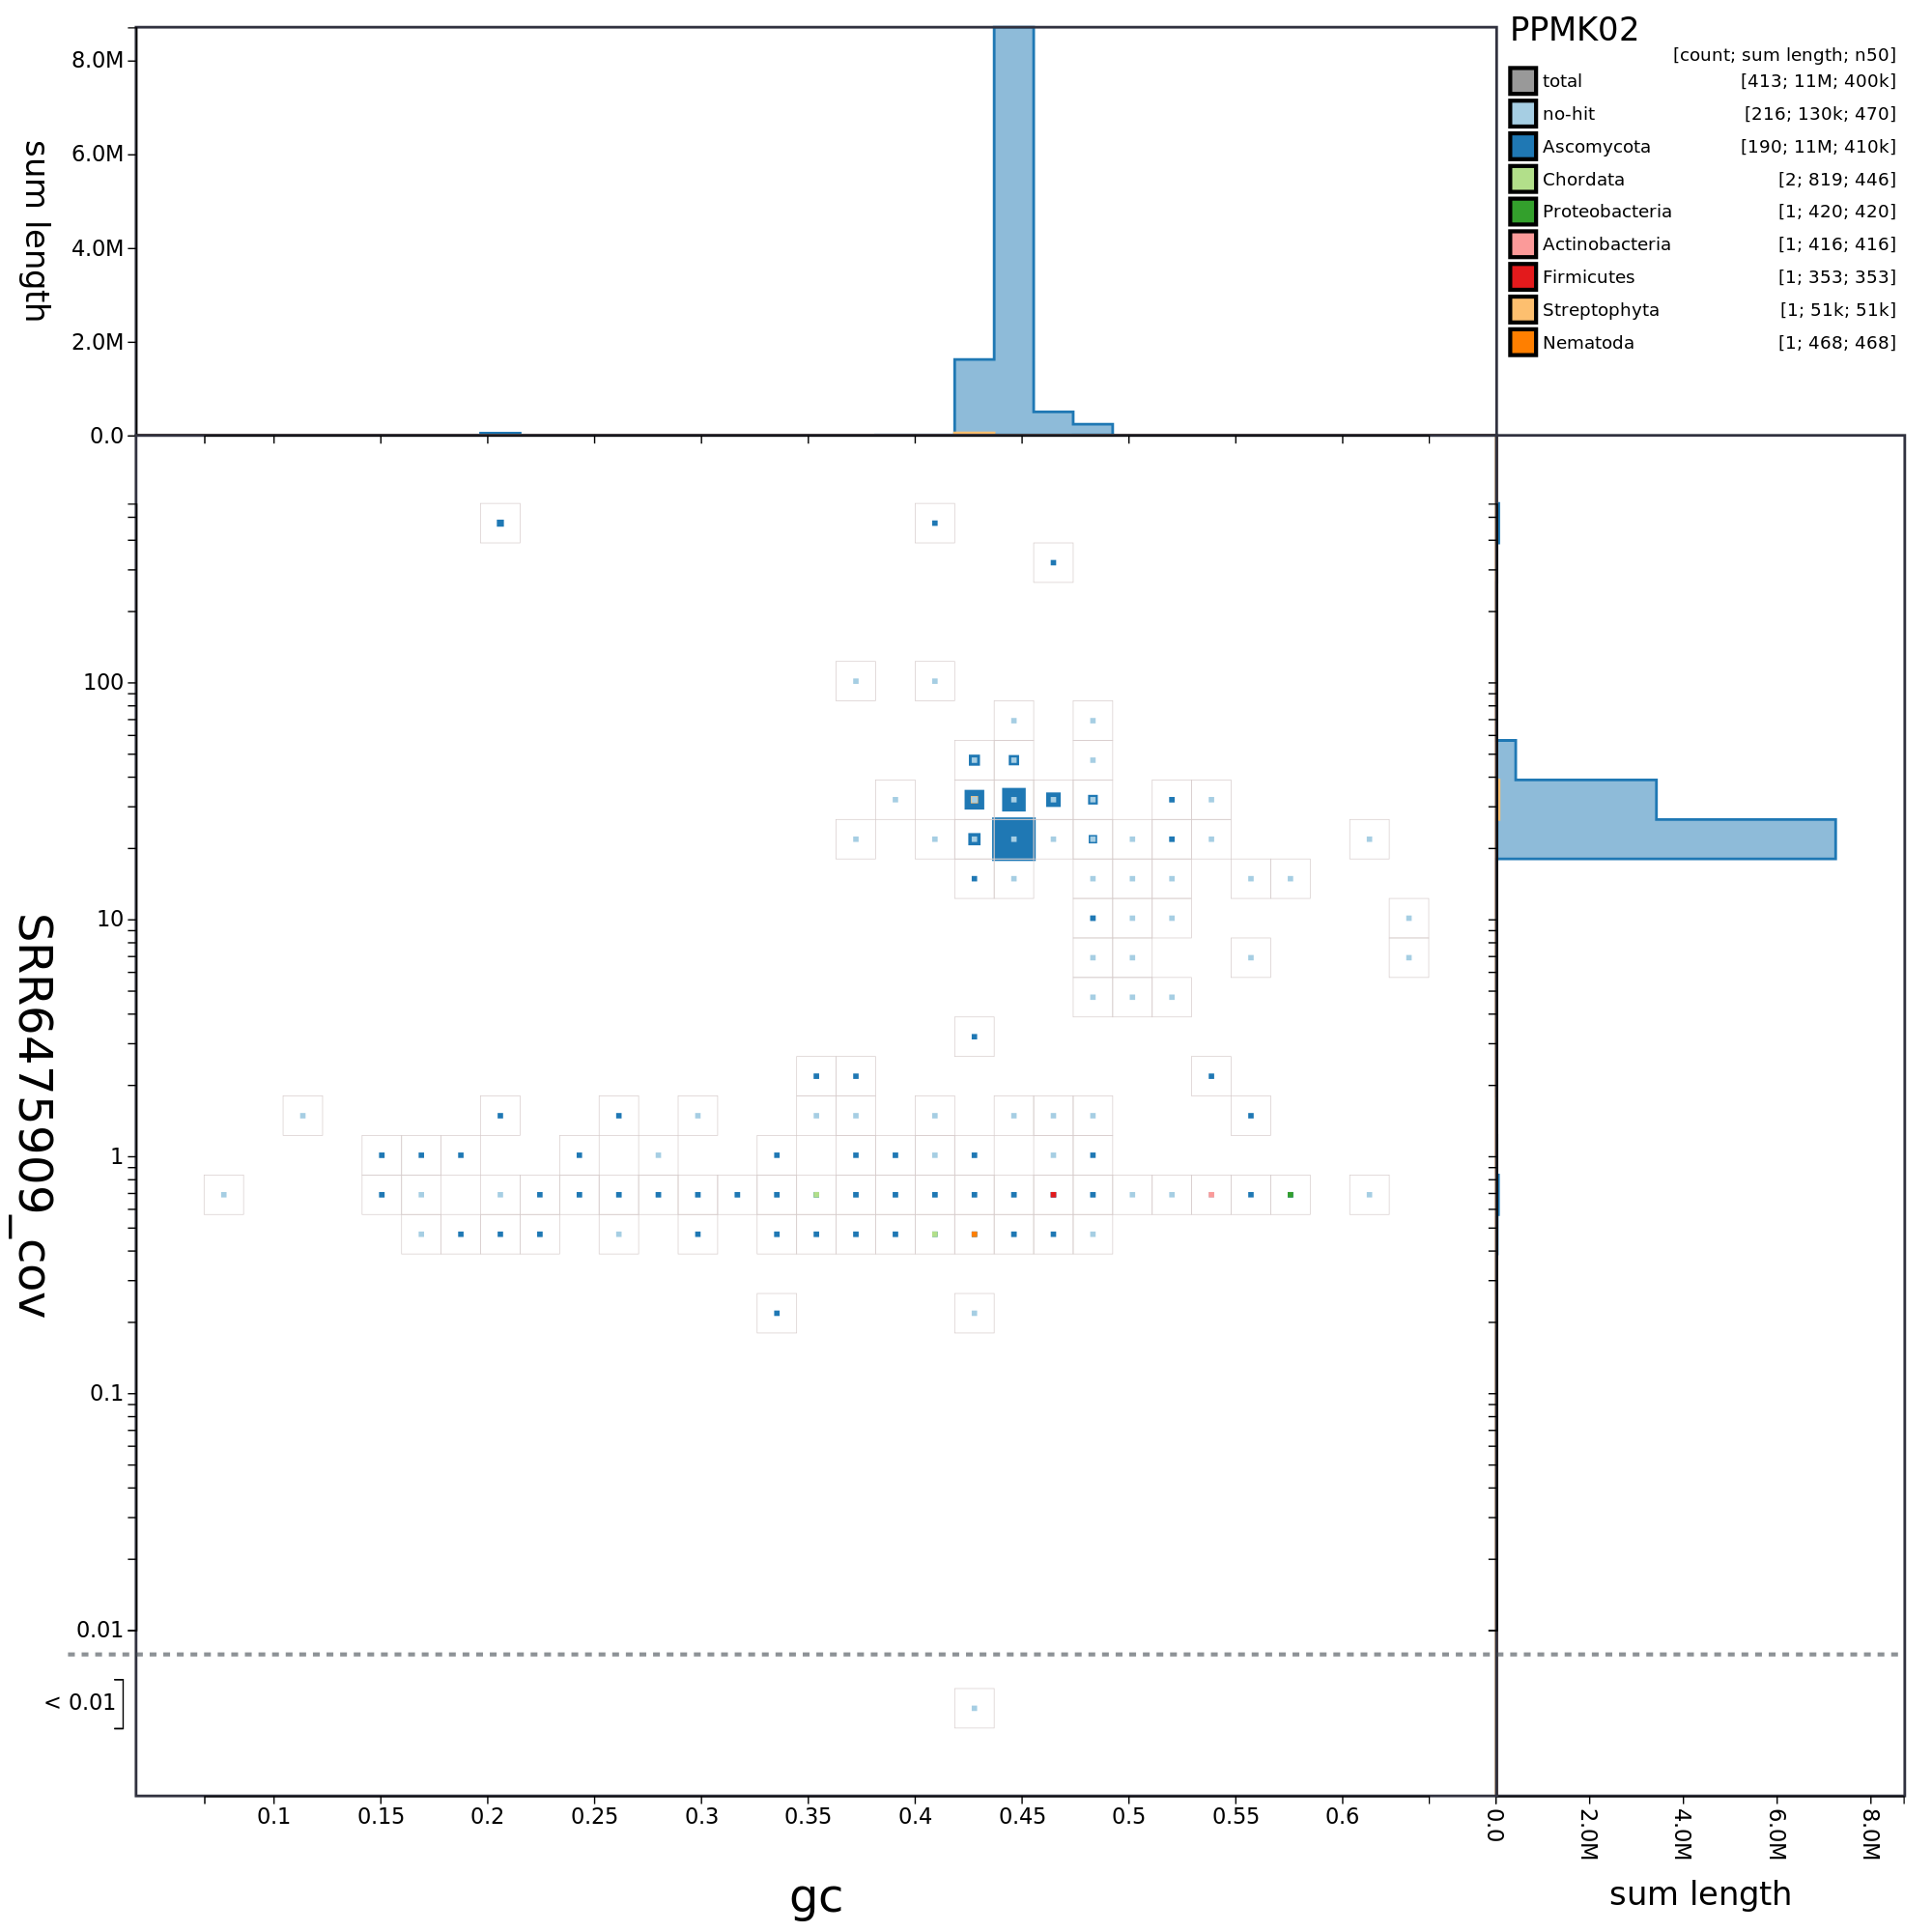 PPMK02
[count; sum length; n50]
total [413; 11M; 400k]
no-hit [216; 130k; 470]
Ascomycota [190; 11M; 410k]
Chordata [2; 819; 446]
Proteobacteria [1; 420; 420]
Actinobacteria [1; 416; 416]
Firmicutes [1; 353; 353]
Streptophyta [1; 51k; 51k]
Nematoda [1; 468; 468]
sum length
8.0M
6.0M
4.0M
2.0M
0.0
SRR6475909_cov
100
10
1
0.1
0.01
< 0.01
0.1 0.15 0.2 0.25 0.3 0.35 0.4 0.45 0.5 0.55 0.6
gc
0.0 2.0M 4.0M 6.0M 8.0M
sum length